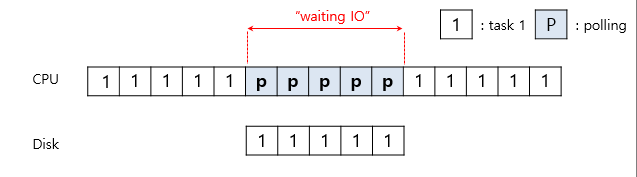 “waiting IO”
1 : task 1 P : polling
CPU 1 1 1 1 1 p p p p p 1 1 1 1 1
Disk 1 1 1 1 1